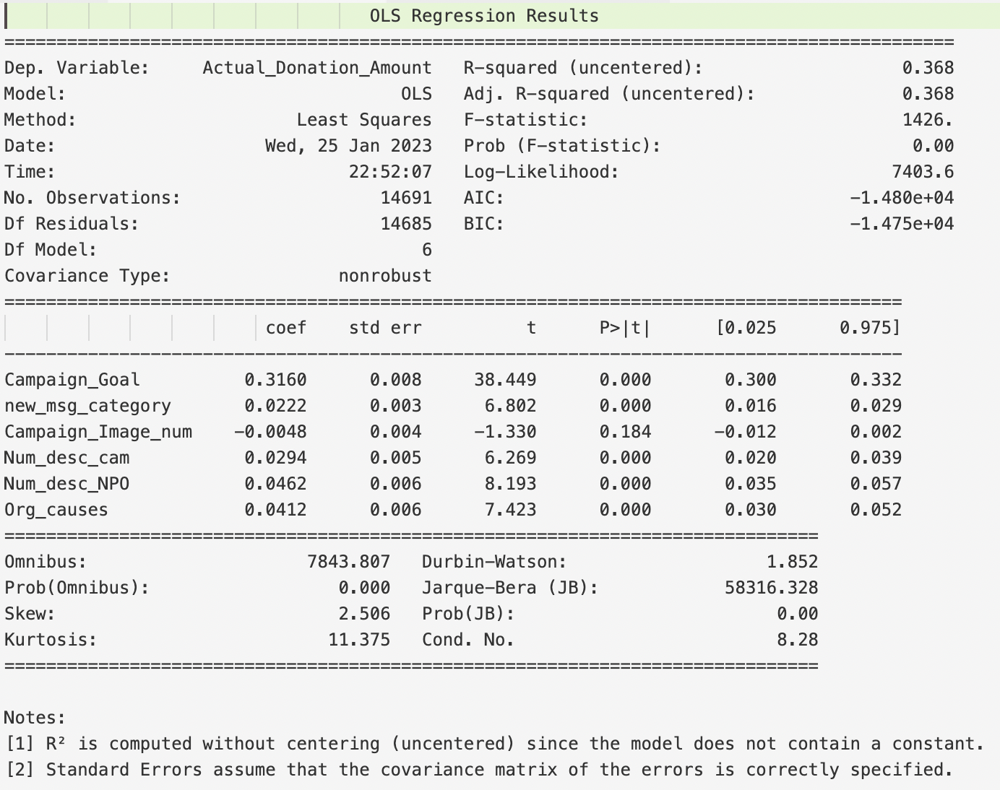 OLS Regression Results
==============================================================================
Dep. Variable: Actual_Donation_Amount R-squared (uncentered): 0.368
Model: OLS Adj. R-squared (uncentered): 0.368
Method: Least Squares F-statistic: 1426.
Date: Wed, 25 Jan 2023 Prob (F-statistic): 0.00
Time: 22:52:07 Log-Likelihood: 7403.6
No. Observations: 14691 AIC: -1.480e+04
Df Residuals: 14685 BIC: -1.475e+04
Df Model: 6
Covariance Type: nonrobust
==============================================================================
coef std err t P>|t| [0.025 0.975]
------------------------------------------------------------------------------
Campaign_Goal 0.3160 0.008 38.449 0.000 0.300 0.332
new_msg_category 0.0222 0.003 6.802 0.000 0.016 0.029
Campaign_Image_num -0.0048 0.004 -1.330 0.184 -0.012 0.002
Num_desc_cam 0.0294 0.005 6.269 0.000 0.020 0.039
Num_desc_NPO 0.0462 0.006 8.193 0.000 0.035 0.057
Org_causes 0.0412 0.006 7.423 0.000 0.030 0.052
==============================================================================
Omnibus: 7843.807 Durbin-Watson: 1.852
Prob(Omnibus): 0.000 Jarque-Bera (JB): 58316.328
Skew: 2.506 Prob(JB): 0.00
Kurtosis: 11.375 Cond. No. 8.28
==============================================================================
Notes:
[1] R² is computed without centering (uncentered) since the model does not contain a constant.
[2] Standard Errors assume that the covariance matrix of the errors is correctly specified.